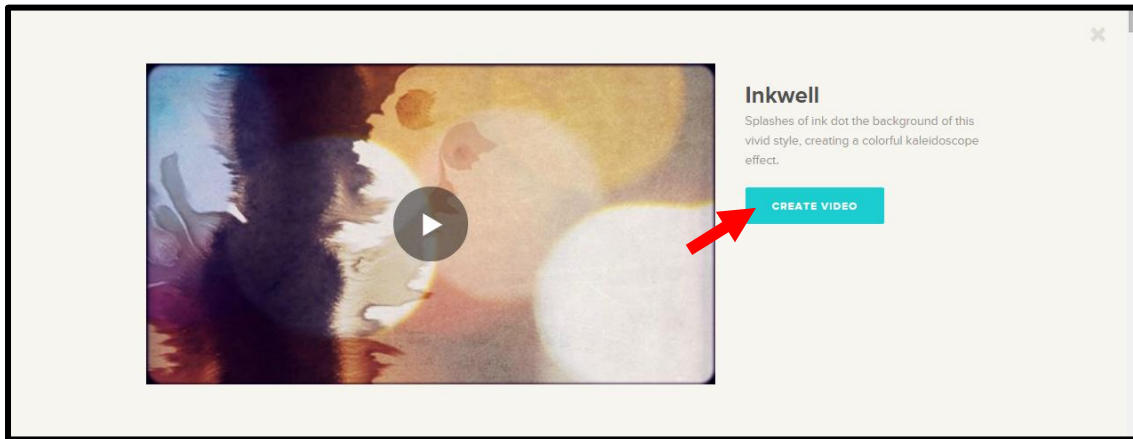 Inkwell
Splashes of ink dot the background of this
vivid style, creating a colorful kaleidoscope
effect.
CREATE VIDEO